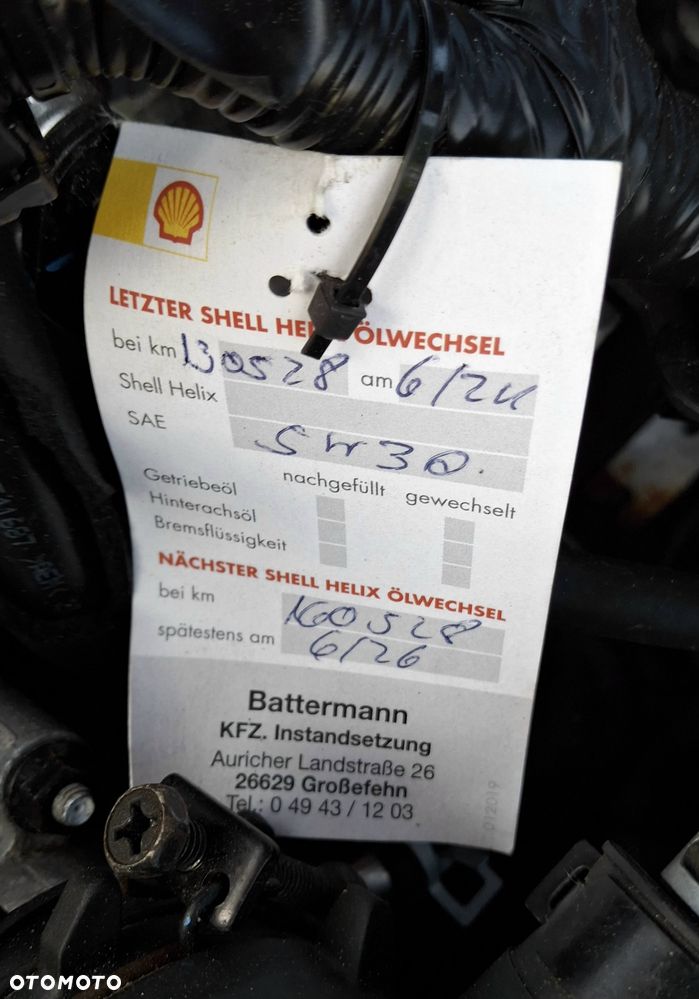 LETZTER SHELL HELIX ÖLWECHSEL
bei km 130528 am 6/24
Shell Helix
SAE 5W30.
nachgefüllt gewechselt
Getriebeöl
Hinterachsöl
Bremsflüssigkeit
NÄCHSTER SHELL HELIX ÖLWECHSEL
bei km 160528
spätestens am 6/26
Battermann
KFZ. Instandsetzung
Auricher Landstraße 26
26629 Großefehn
Tel.: 0 49 43 / 12 03
012019
OTOMOTO